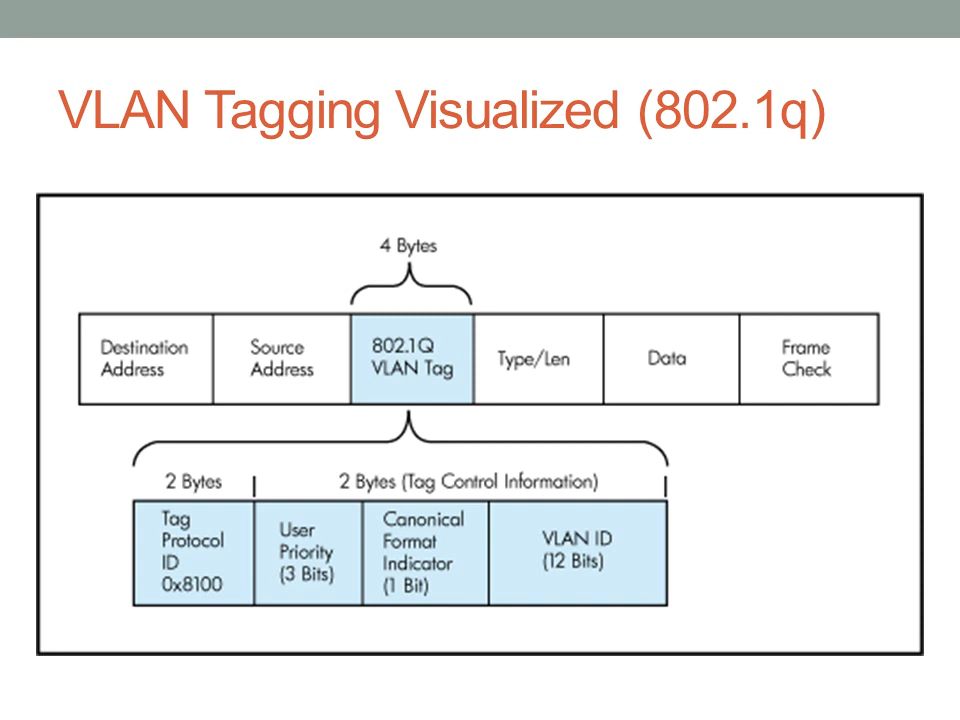 VLAN Tagging Visualized (802.1q)
4 Bytes
Destination
Address
Source
Address
802.1Q
VLAN Tag
Type/Len
Data
Frame
Check
2 Bytes
2 Bytes (Tag Control Information)
Tag
Protocol
ID
0x8100
User
Priority
(3 Bits)
Canonical
Format
Indicator
(1 Bit)
VLAN ID
(12 Bits)